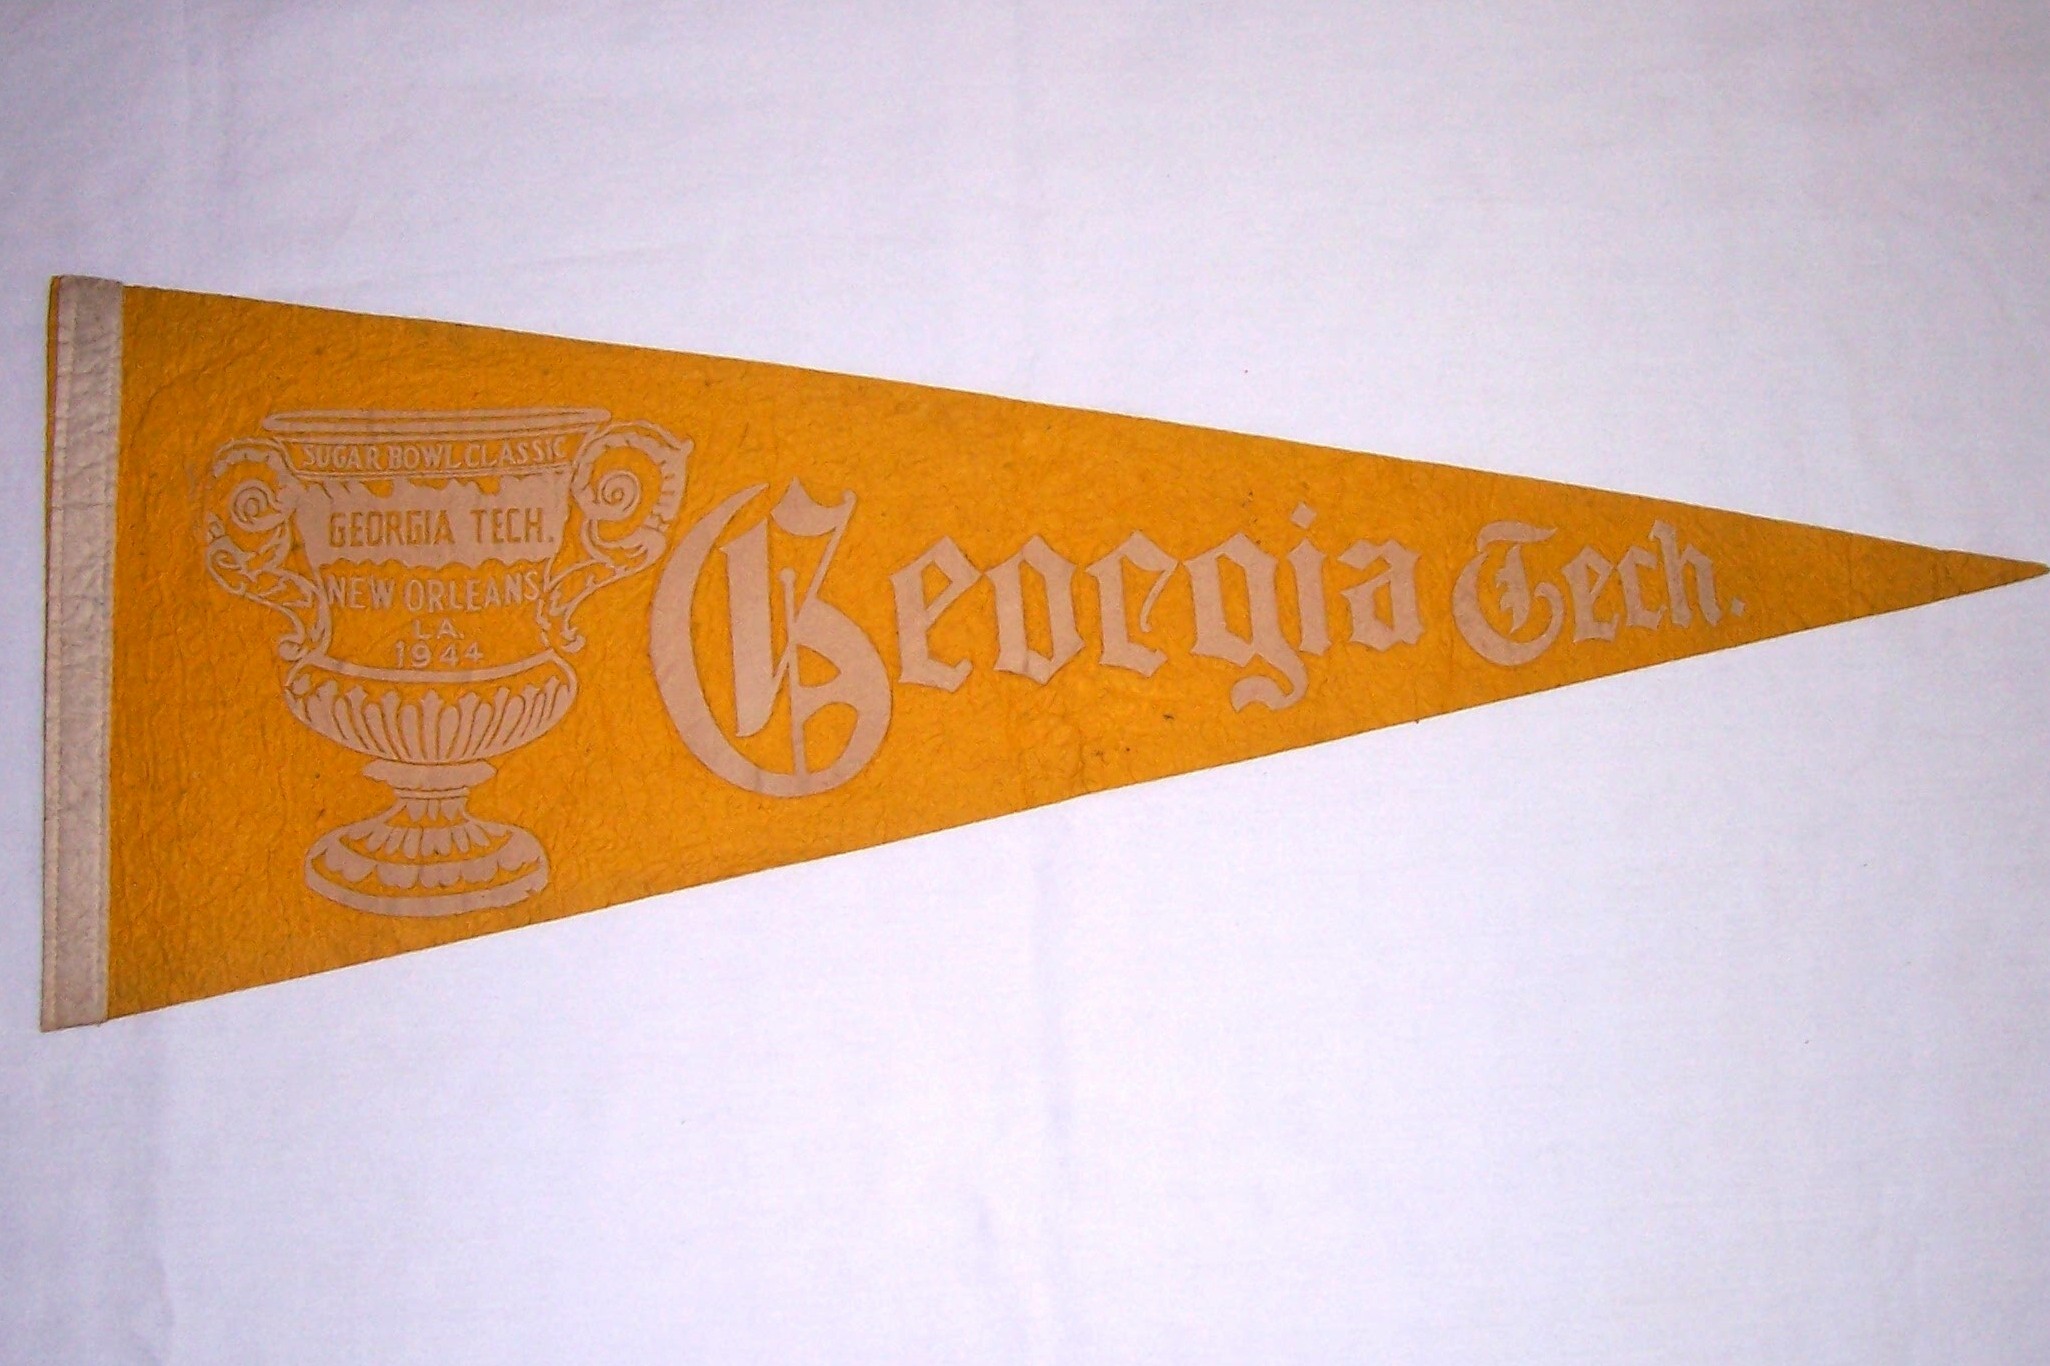 SUGAR BOWL CLASSIC
GEORGIA TECH.
NEW ORLEANS
LA.
1944
Georgia Tech.